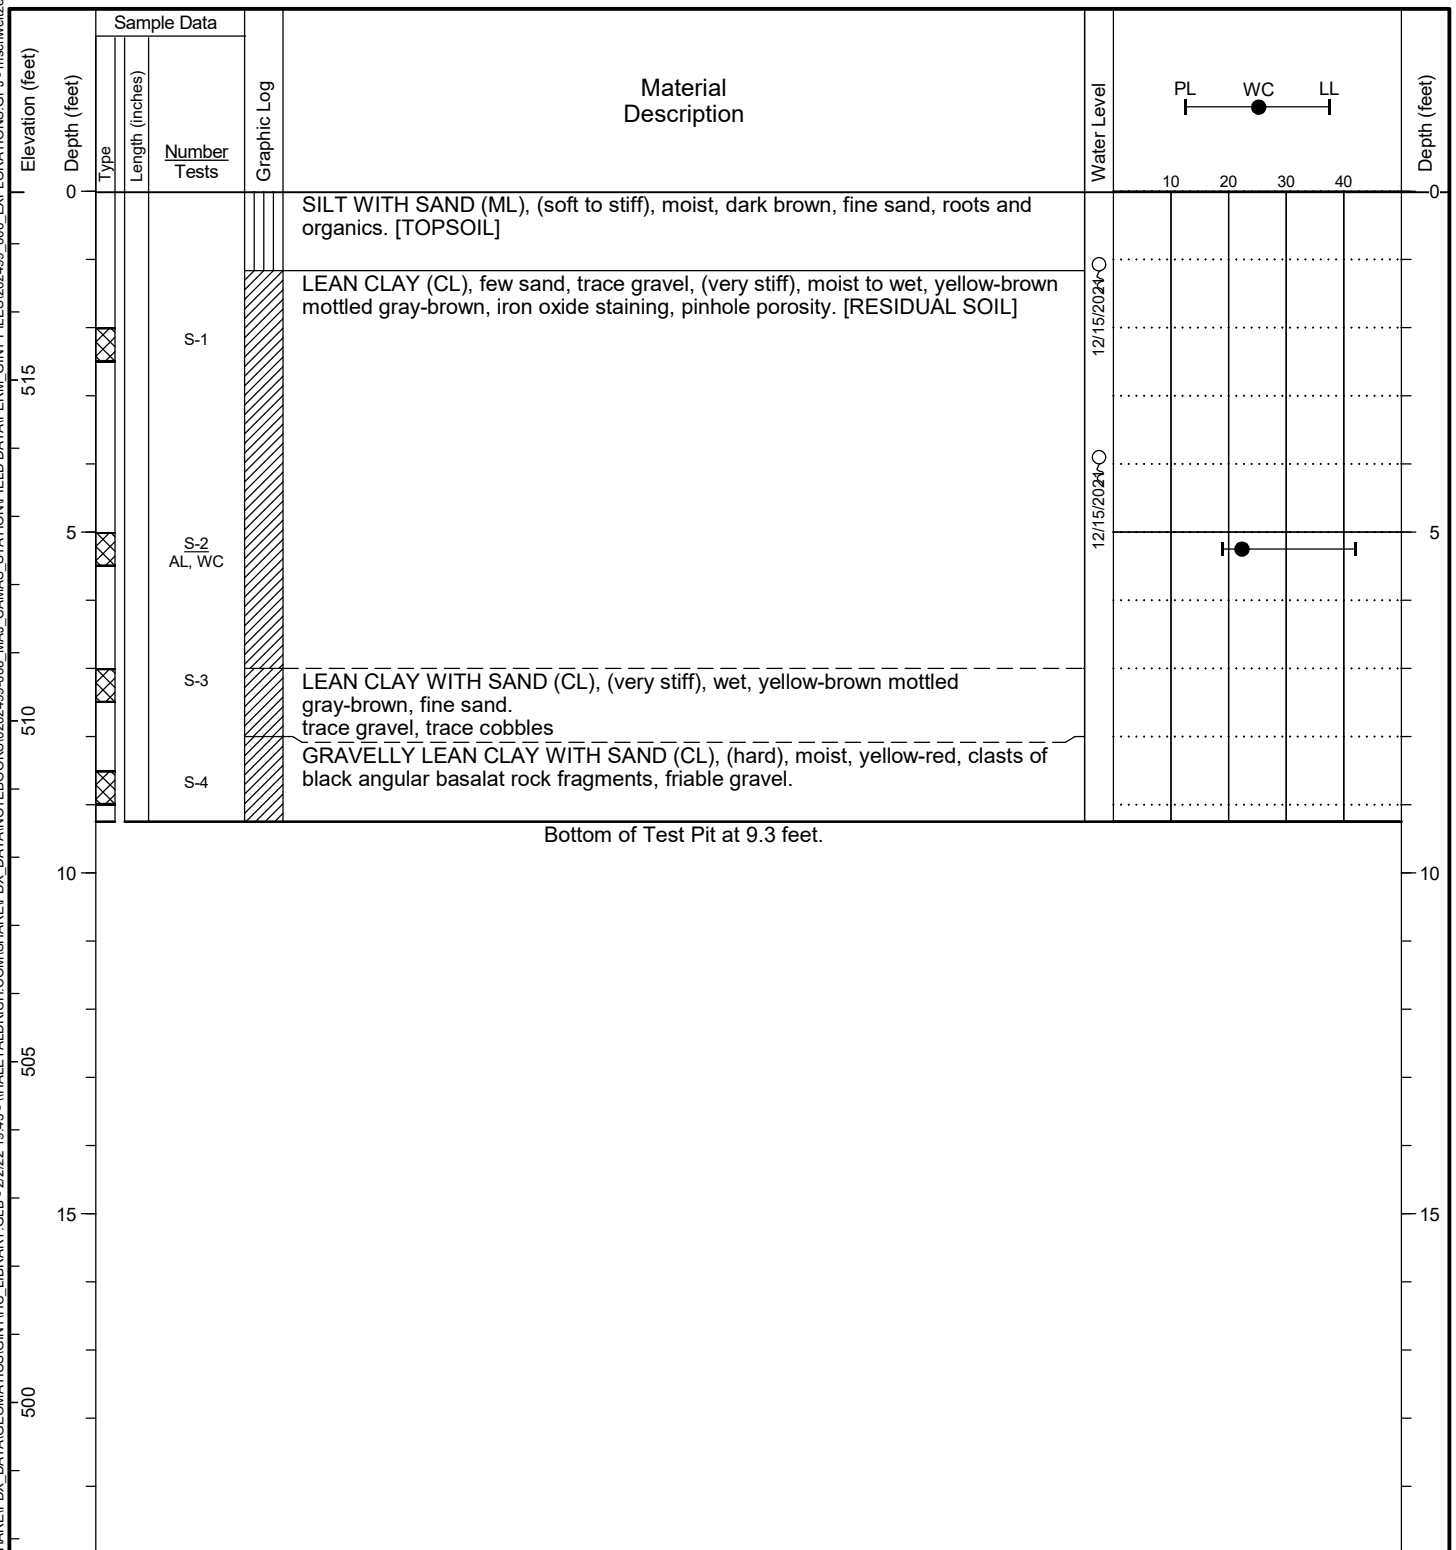 Sample Data
Elevation (feet)
Depth (feet)
Type
Length (inches)
Number
Tests
Graphic Log
Material
Description
Water Level
PL WC LL
Depth (feet)
10 20 30 40
0
0
SILT WITH SAND (ML), (soft to stiff), moist, dark brown, fine sand, roots and
organics. [TOPSOIL]
LEAN CLAY (CL), few sand, trace gravel, (very stiff), moist to wet, yellow-brown
mottled gray-brown, iron oxide staining, pinhole porosity. [RESIDUAL SOIL]
12/15/2021
S-1
515
12/15/2021
5
S-2
AL, WC
5
S-3
LEAN CLAY WITH SAND (CL), (very stiff), wet, yellow-brown mottled
gray-brown, fine sand.
trace gravel, trace cobbles
510
GRAVELLY LEAN CLAY WITH SAND (CL), (hard), moist, yellow-red, clasts of
black angular basalat rock fragments, friable gravel.
S-4
Bottom of Test Pit at 9.3 feet.
10
10
505
15
15
500